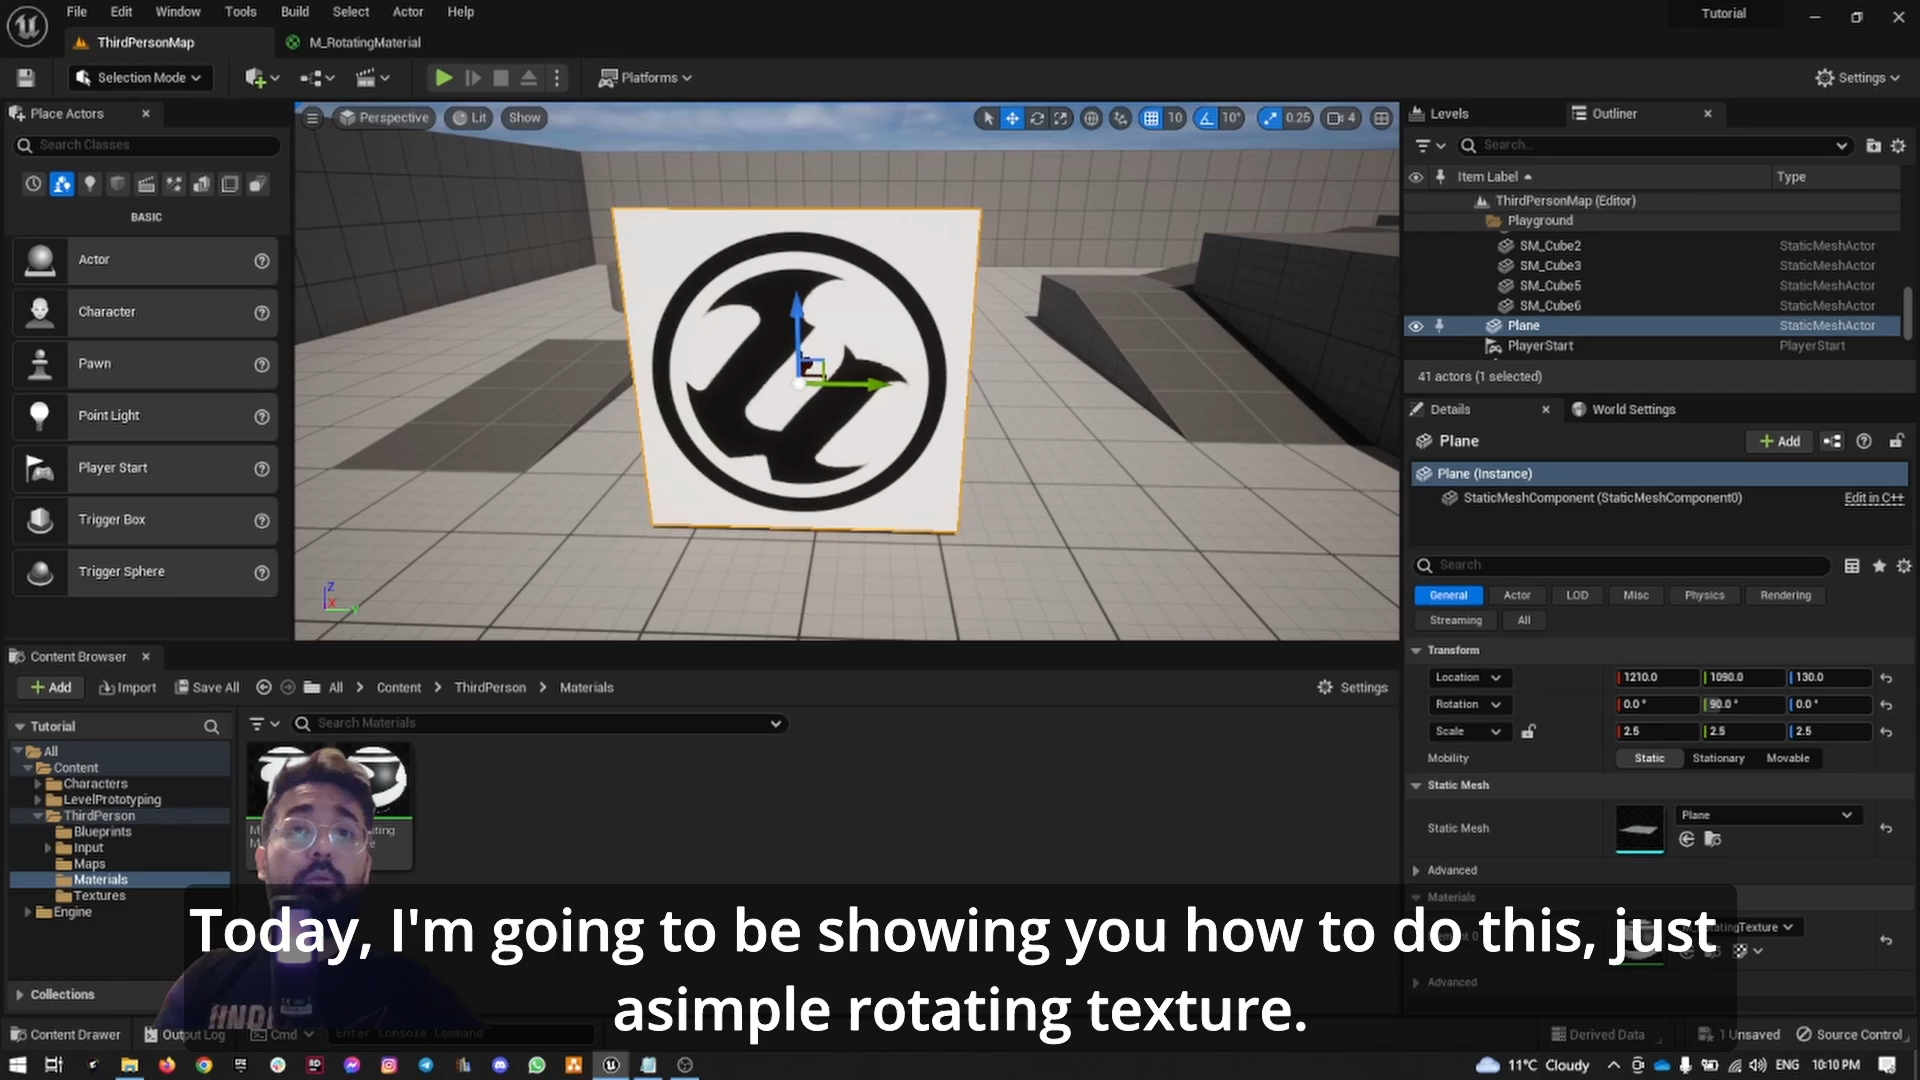 File Edit Window Tools Build Select Actor Help
Tutorial
ThirdPersonMap
M_RotatingMaterial
Selection Mode
Platforms
Settings
Place Actors
Search Classes
BASIC
Actor
Character
Pawn
Point Light
Player Start
Trigger Box
Trigger Sphere
Perspective
Lit
Show
10
10°
0.25
4
Z
X
Levels
Outliner
Search...
Item Label
Type
ThirdPersonMap (Editor)
Playground
SM_Cube2 StaticMeshActor
SM_Cube3 StaticMeshActor
SM_Cube5 StaticMeshActor
SM_Cube6 StaticMeshActor
Plane StaticMeshActor
PlayerStart PlayerStart
41 actors (1 selected)
Details
World Settings
Plane
Add
Plane (Instance)
StaticMeshComponent (StaticMeshComponent0)
Edit in C++
Search
General Actor LOD Misc Physics Rendering
Streaming All
Transform
Location 1210.0 1090.0 130.0
Rotation 0.0° 90.0° 0.0°
Scale 2.5 2.5 2.5
Mobility Static Stationary Movable
Static Mesh
Static Mesh Plane
Advanced
Materials
Advanced
Content Browser
Add Import Save All All Content ThirdPerson Materials
Settings
Tutorial
Search Materials
All
Content
Characters
LevelPrototyping
ThirdPerson
Blueprints
Input
Maps
Materials
Textures
Engine
Collections
Today, I'm going to be showing you how to do this, just
asimple rotating texture.
Content Drawer
Output Log
Cmd
Enter Console Command
Derived Data
1 Unsaved
Source Control
11°C Cloudy
ENG
10:10 PM